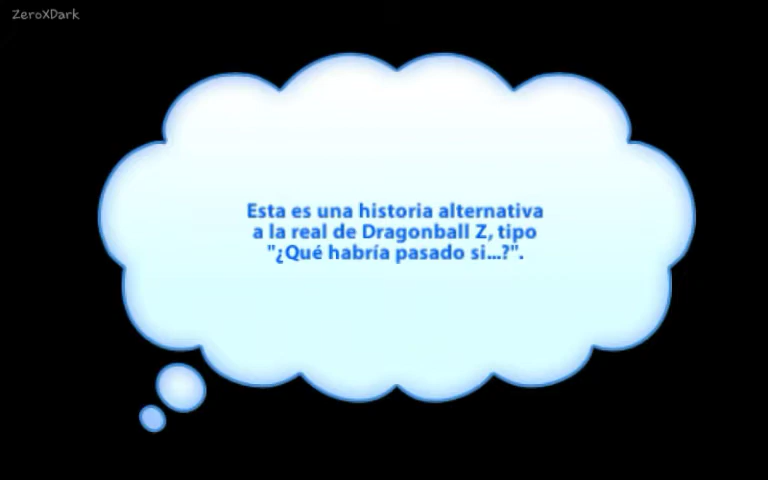 ZeroXDark
Esta es una historia alternativa
a la real de Dragonball Z, tipo
"¿Qué habría pasado si...?".